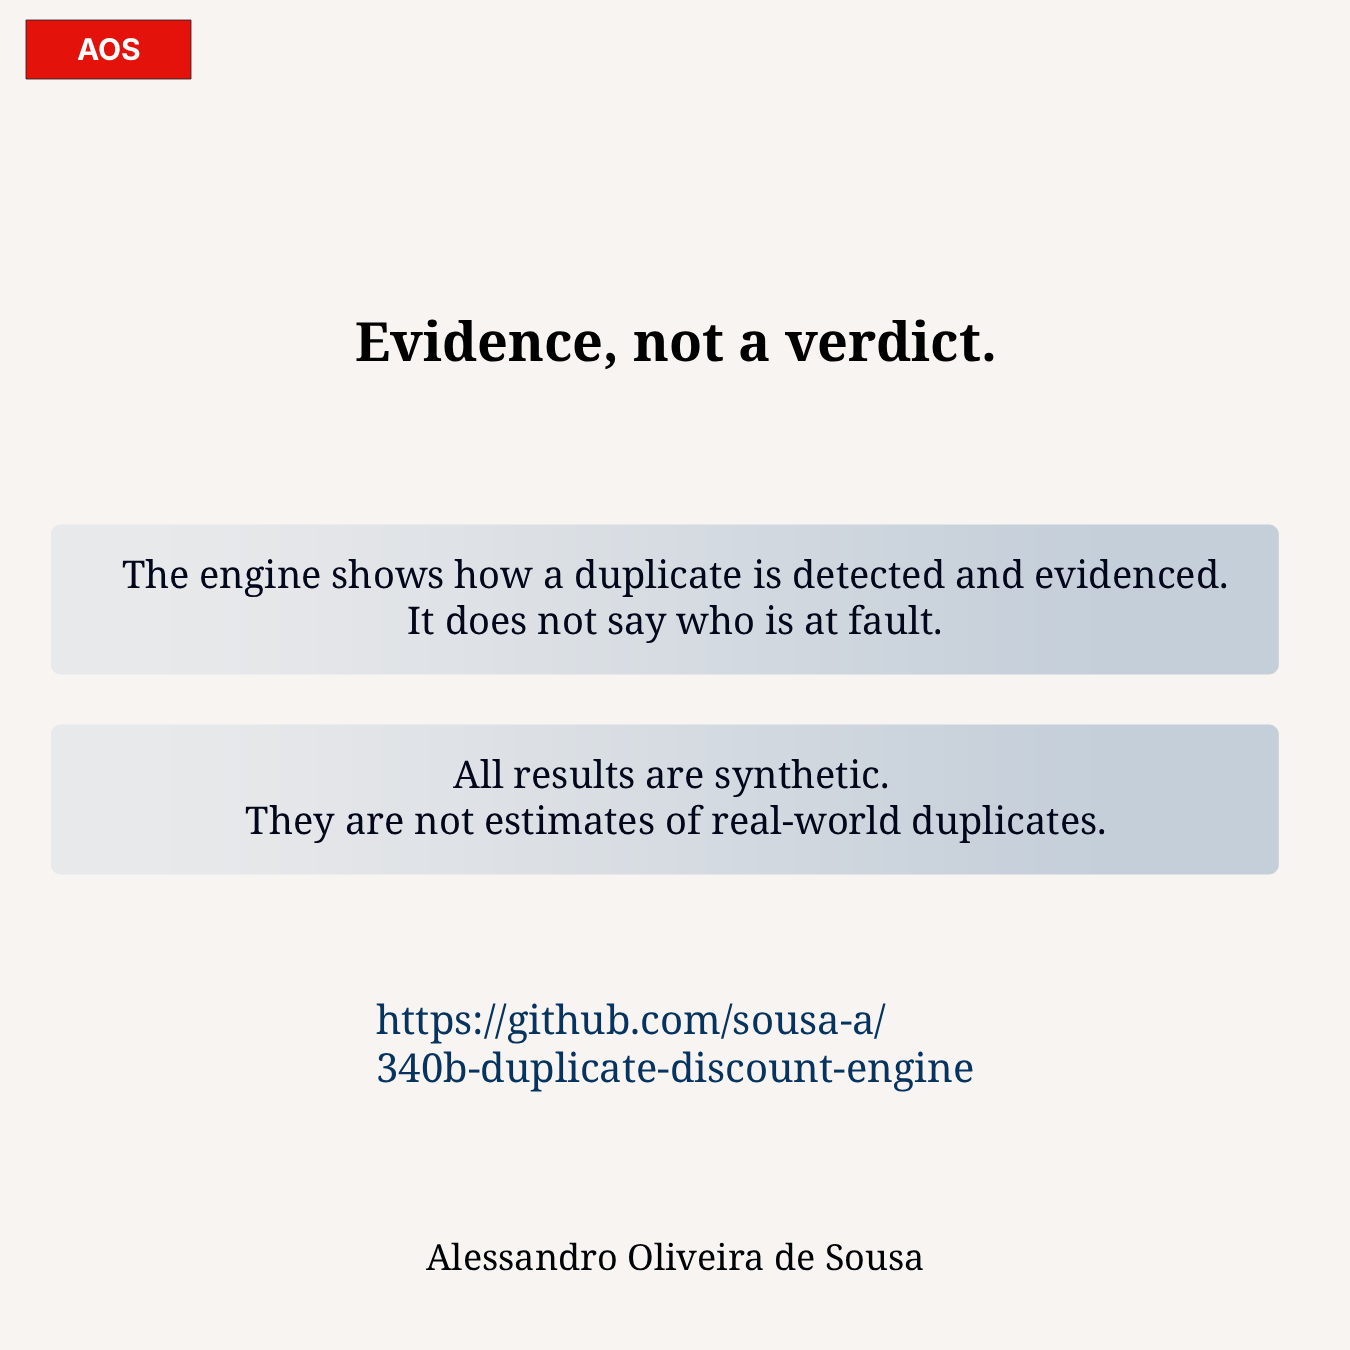 AOS
Evidence, not a verdict.
The engine shows how a duplicate is detected and evidenced.
It does not say who is at fault.
All results are synthetic.
They are not estimates of real-world duplicates.
https://github.com/sousa-a/
340b-duplicate-discount-engine
Alessandro Oliveira de Sousa